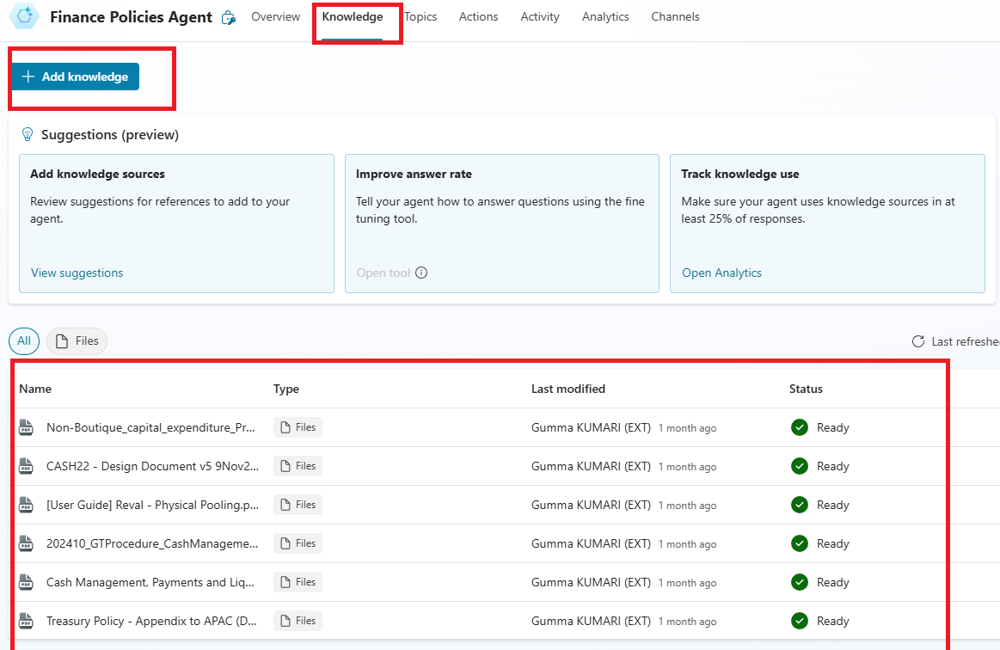 Finance Policies Agent Overview Knowledge Topics Actions Activity Analytics Channels
+ Add knowledge
Suggestions (preview)
Add knowledge sources
Review suggestions for references to add to your
agent.
View suggestions
Improve answer rate
Tell your agent how to answer questions using the fine
tuning tool.
Open tool
Track knowledge use
Make sure your agent uses knowledge sources in at
least 25% of responses.
Open Analytics
All Files Last refreshe
Name Type Last modified Status
PDF Non-Boutique_capital_expenditure_Pr... Files Gumma KUMARI (EXT) 1 month ago Ready
PDF CASH22 - Design Document v5 9Nov2... Files Gumma KUMARI (EXT) 1 month ago Ready
PDF [User Guide] Reval - Physical Pooling.p... Files Gumma KUMARI (EXT) 1 month ago Ready
PDF 202410_GTProcedure_CashManageme... Files Gumma KUMARI (EXT) 1 month ago Ready
PDF Cash Management, Payments and Liq... Files Gumma KUMARI (EXT) 1 month ago Ready
PDF Treasury Policy - Appendix to APAC (D... Files Gumma KUMARI (EXT) 1 month ago Ready